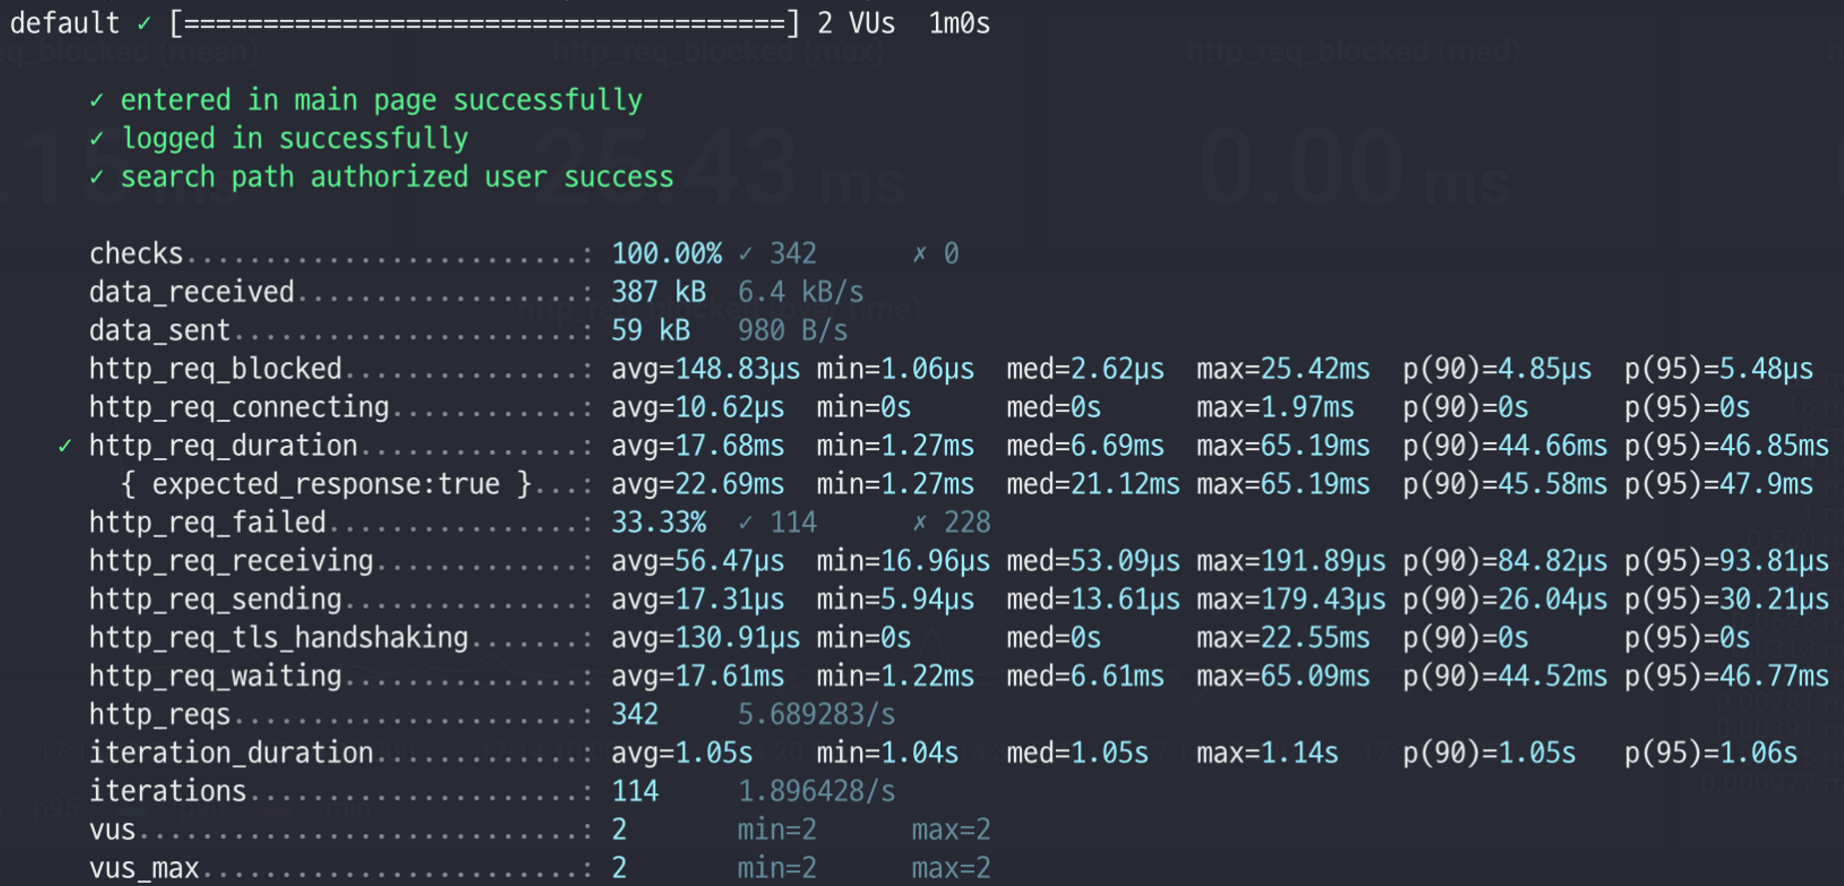 default ✓ [======================================] 2 VUs  1m0s
✓ entered in main page successfully
✓ logged in successfully
✓ search path authorized user success
checks.........................: 100.00% ✓ 342      ✗ 0
data_received..................: 387 kB  6.4 kB/s
data_sent......................: 59 kB   980 B/s
http_req_blocked...............: avg=148.83µs min=1.06µs  med=2.62µs  max=25.42ms  p(90)=4.85µs  p(95)=5.48µs
http_req_connecting............: avg=10.62µs  min=0s      med=0s      max=1.97ms   p(90)=0s      p(95)=0s
✓ http_req_duration..............: avg=17.68ms  min=1.27ms  med=6.69ms  max=65.19ms  p(90)=44.66ms p(95)=46.85ms
{ expected_response:true }...: avg=22.69ms  min=1.27ms  med=21.12ms max=65.19ms  p(90)=45.58ms p(95)=47.9ms
http_req_failed................: 33.33%  ✓ 114      ✗ 228
http_req_receiving.............: avg=56.47µs  min=16.96µs med=53.09µs max=191.89µs p(90)=84.82µs p(95)=93.81µs
http_req_sending...............: avg=17.31µs  min=5.94µs  med=13.61µs max=179.43µs p(90)=26.04µs p(95)=30.21µs
http_req_tls_handshaking.......: avg=130.91µs min=0s      med=0s      max=22.55ms  p(90)=0s      p(95)=0s
http_req_waiting...............: avg=17.61ms  min=1.22ms  med=6.61ms  max=65.09ms  p(90)=44.52ms p(95)=46.77ms
http_reqs......................: 342     5.689283/s
iteration_duration.............: avg=1.05s    min=1.04s   med=1.05s   max=1.14s    p(90)=1.05s   p(95)=1.06s
iterations.....................: 114     1.896428/s
vus............................: 2       min=2      max=2
vus_max........................: 2       min=2      max=2
http_req_blocked (max)
http_req_blocked (med)
25.43 ms
0.00 ms